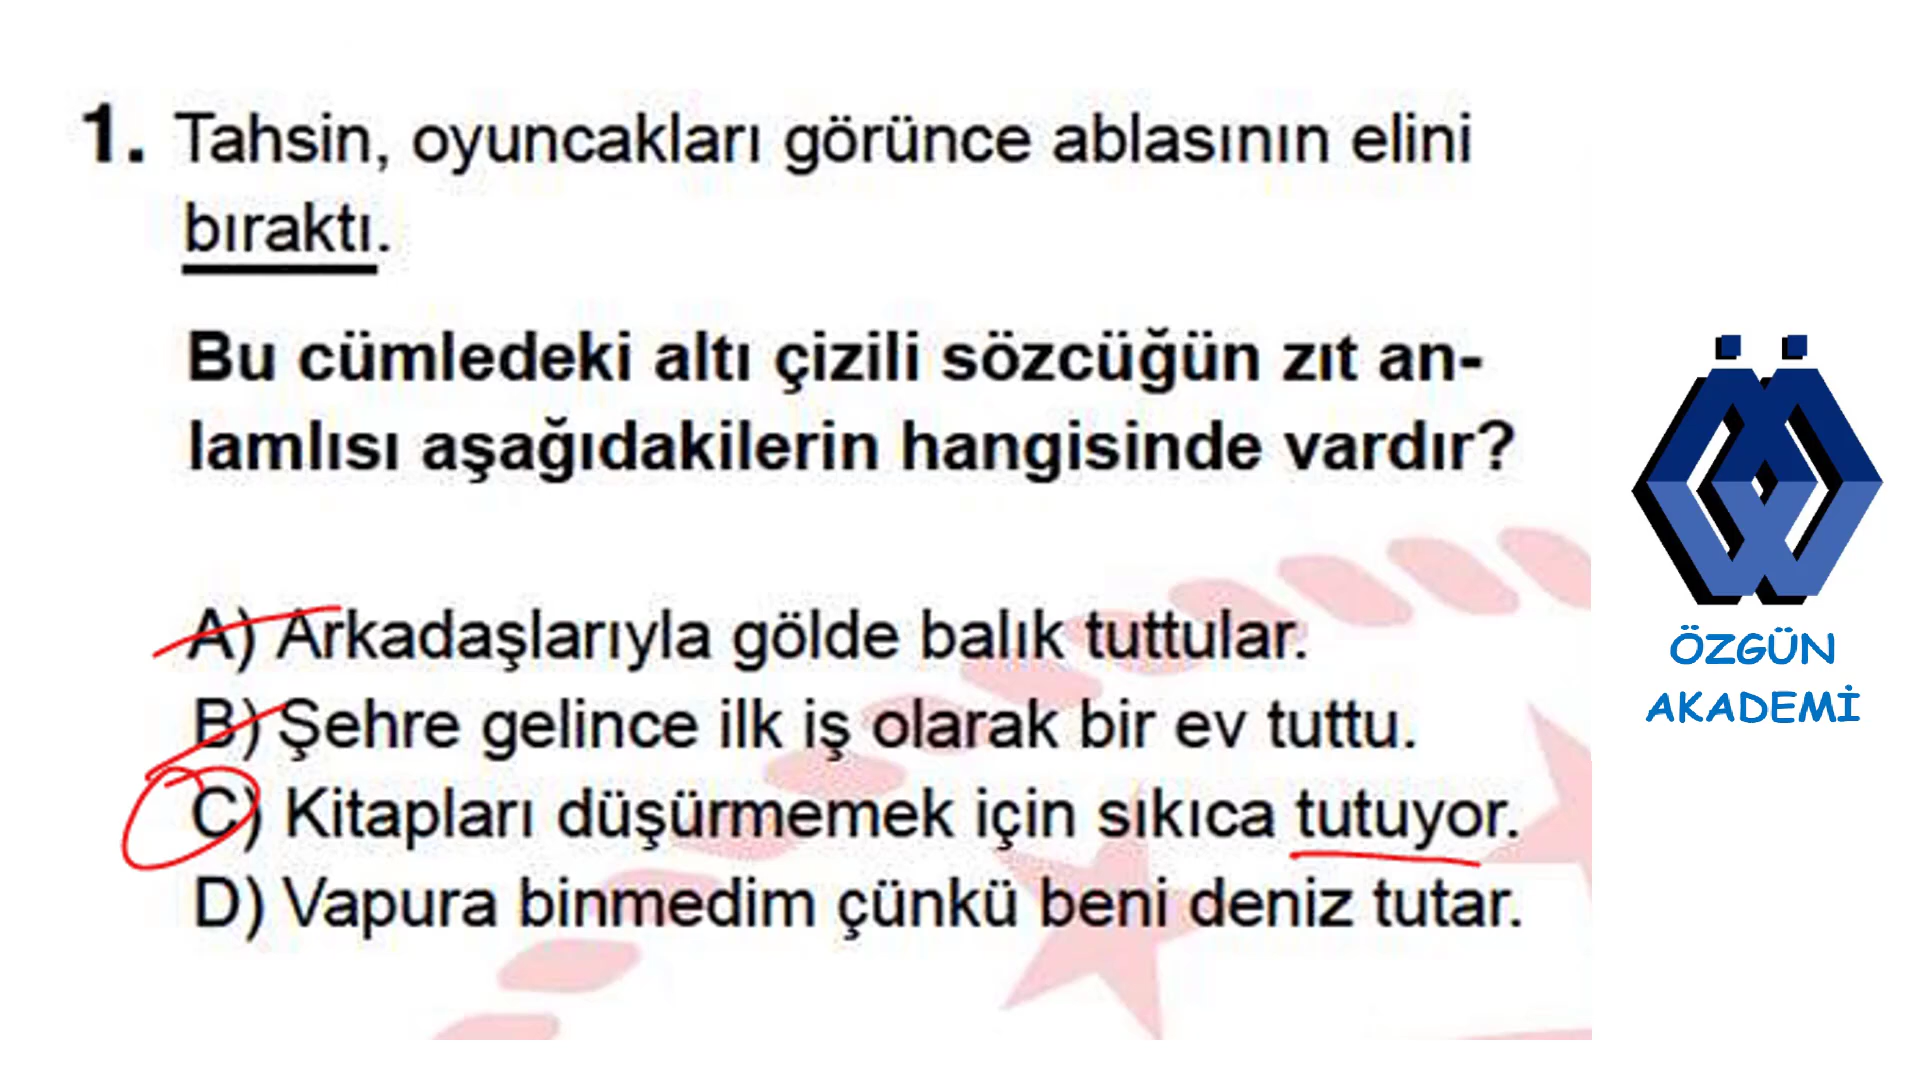 1. Tahsin, oyuncakları görünce ablasının elini
bıraktı.
Bu cümledeki altı çizili sözcüğün zıt an-
lamlısı aşağıdakilerin hangisinde vardır?
A) Arkadaşlarıyla gölde balık tuttular.
B) Şehre gelince ilk iş olarak bir ev tuttu.
C) Kitapları düşürmemek için sıkıca tutuyor.
D) Vapura binmedim çünkü beni deniz tutar.
ÖZGÜN
AKADEMİ